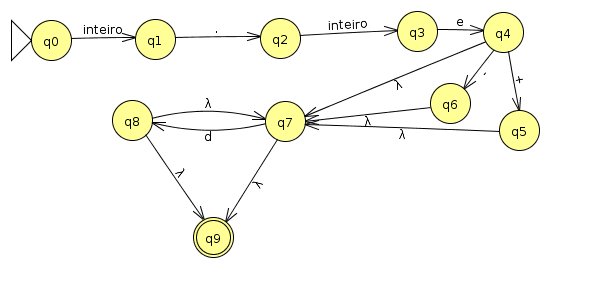 q0 inteiro q1 . q2 inteiro q3 e q4
λ - +
q6
q8 λ q7 λ q5
d λ
λ λ
q9